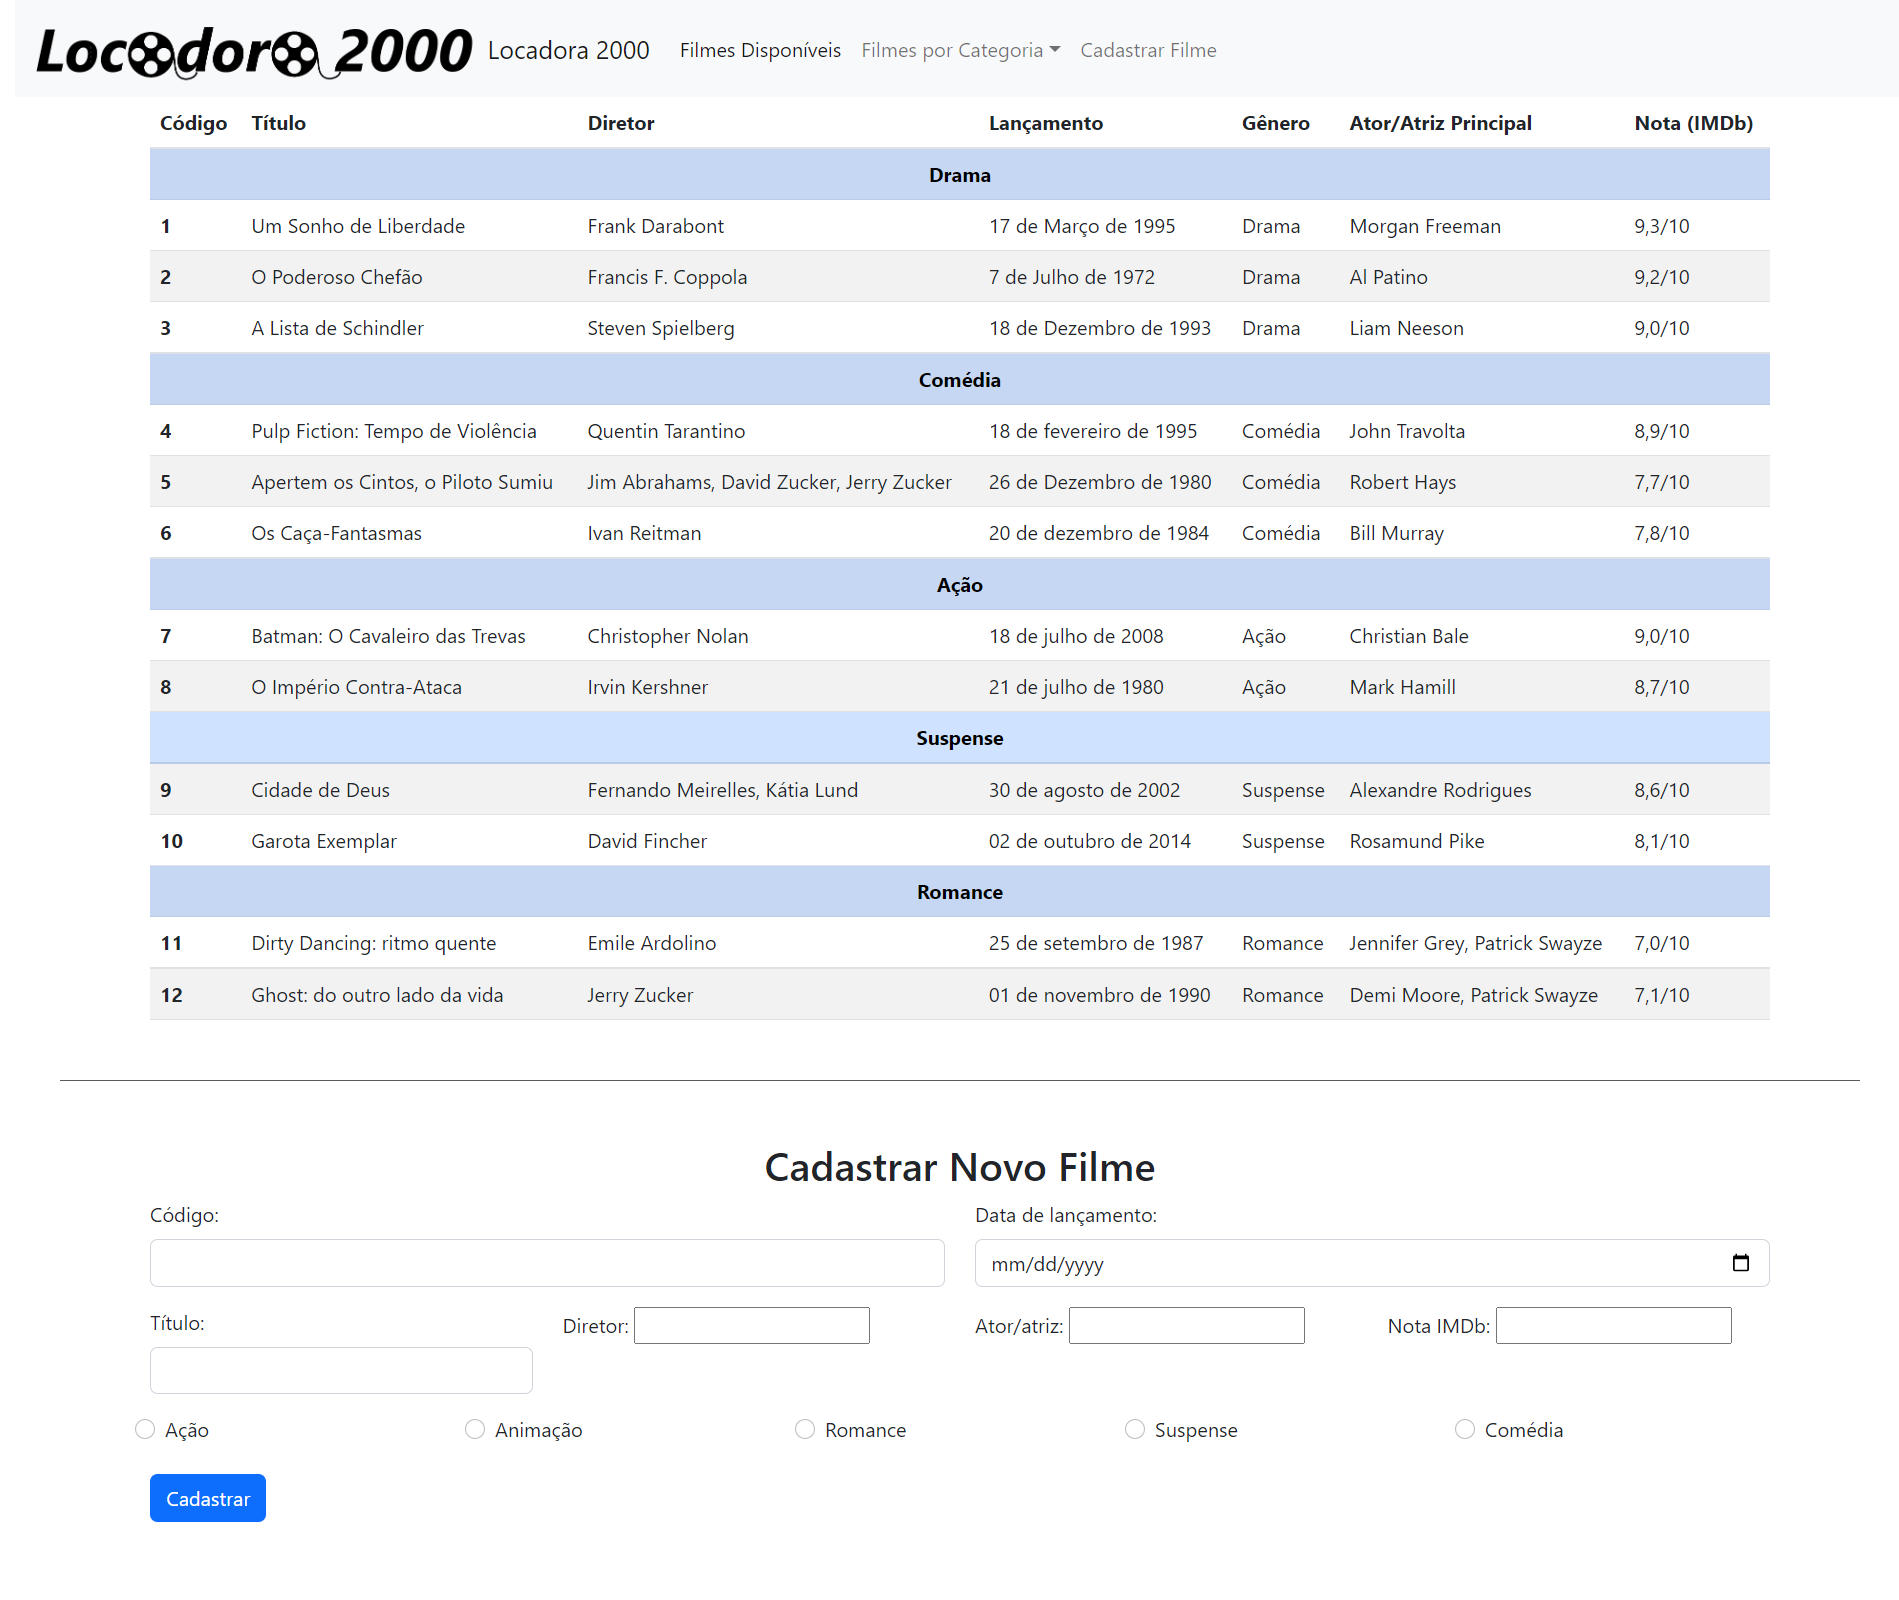 Locadora 2000 Locadora 2000 Filmes Disponíveis Filmes por Categoria Cadastrar Filme
Código Título Diretor Lançamento Gênero Ator/Atriz Principal Nota (IMDb)
Drama
1 Um Sonho de Liberdade Frank Darabont 17 de Março de 1995 Drama Morgan Freeman 9,3/10
2 O Poderoso Chefão Francis F. Coppola 7 de Julho de 1972 Drama Al Patino 9,2/10
3 A Lista de Schindler Steven Spielberg 18 de Dezembro de 1993 Drama Liam Neeson 9,0/10
Comédia
4 Pulp Fiction: Tempo de Violência Quentin Tarantino 18 de fevereiro de 1995 Comédia John Travolta 8,9/10
5 Apertem os Cintos, o Piloto Sumiu Jim Abrahams, David Zucker, Jerry Zucker 26 de Dezembro de 1980 Comédia Robert Hays 7,7/10
6 Os Caça-Fantasmas Ivan Reitman 20 de dezembro de 1984 Comédia Bill Murray 7,8/10
Ação
7 Batman: O Cavaleiro das Trevas Christopher Nolan 18 de julho de 2008 Ação Christian Bale 9,0/10
8 O Império Contra-Ataca Irvin Kershner 21 de julho de 1980 Ação Mark Hamill 8,7/10
Suspense
9 Cidade de Deus Fernando Meirelles, Kátia Lund 30 de agosto de 2002 Suspense Alexandre Rodrigues 8,6/10
10 Garota Exemplar David Fincher 02 de outubro de 2014 Suspense Rosamund Pike 8,1/10
Romance
11 Dirty Dancing: ritmo quente Emile Ardolino 25 de setembro de 1987 Romance Jennifer Grey, Patrick Swayze 7,0/10
12 Ghost: do outro lado da vida Jerry Zucker 01 de novembro de 1990 Romance Demi Moore, Patrick Swayze 7,1/10
Cadastrar Novo Filme
Código: Data de lançamento:
mm/dd/yyyy
Título: Diretor: Ator/atriz: Nota IMDb:
Ação Animação Romance Suspense Comédia
Cadastrar